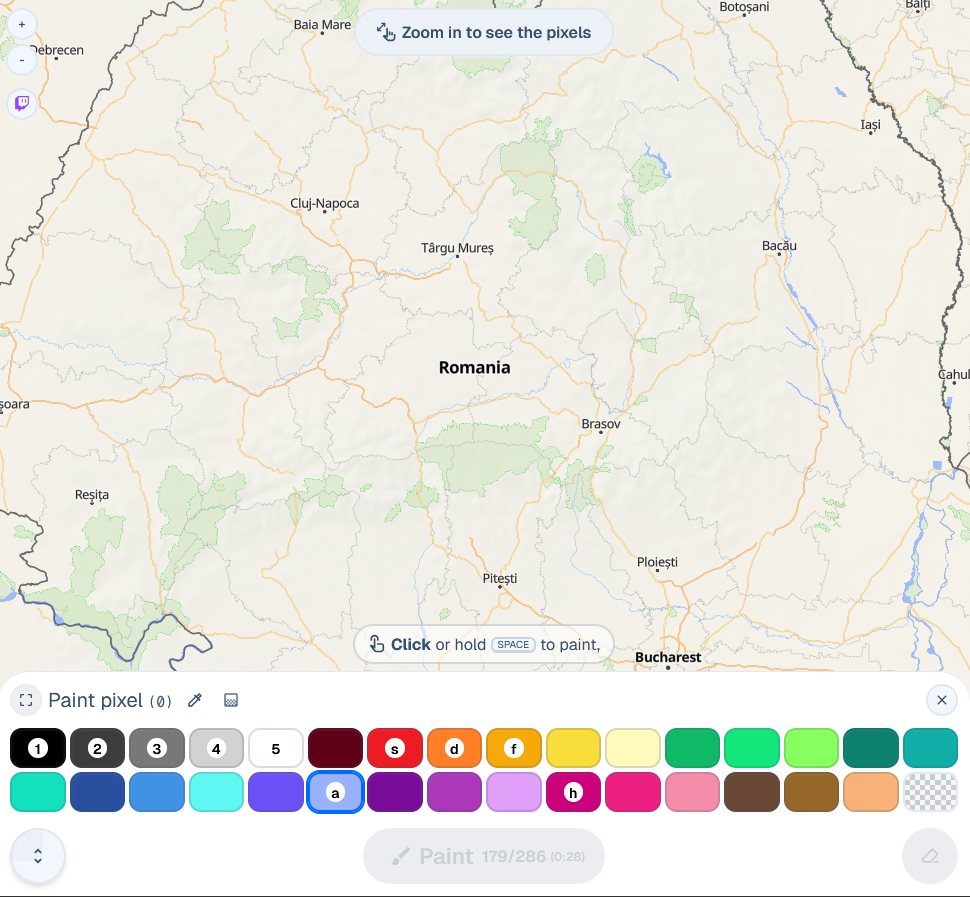 +
-
Debrecen
Baia Mare
Zoom in to see the pixels
Botoșani
Bălți
Iași
Cluj-Napoca
Târgu Mureș
Bacău
Romania
Cahul
șoara
Brasov
Reșița
Ploiești
Pitești
Click or hold SPACE to paint,
Bucharest
Paint pixel (0)
1 2 3 4 5 s d f
a h
Paint 179/286 (0:28)